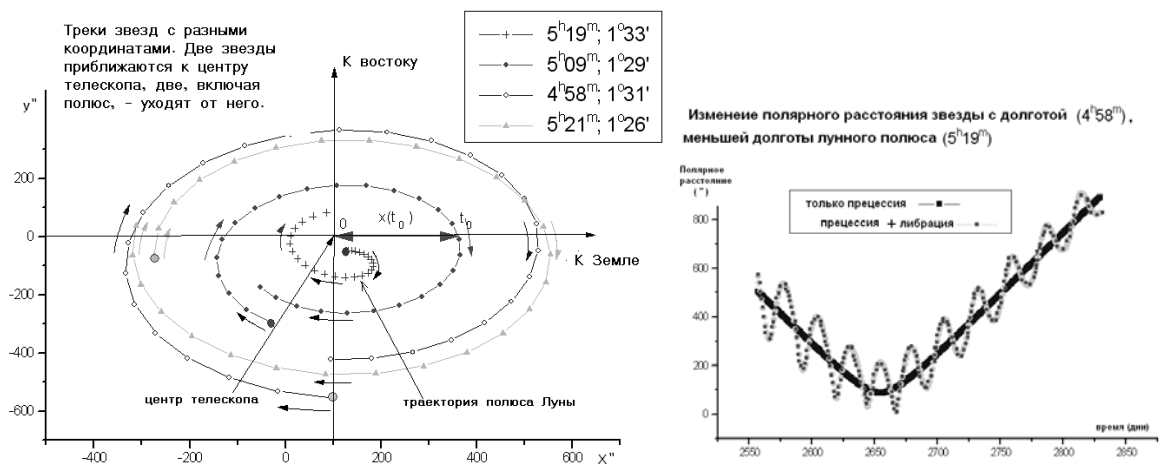 Треки звезд с разными
координатами. Две звезды
приближаются к центру
телескопа, две, включая
полюс, - уходят от него.
К востоку
5ʰ19ᵐ; 1°33'
5ʰ09ᵐ; 1°29'
4ʰ58ᵐ; 1°31'
5ʰ21ᵐ; 1°26'
y"
200
0
-200
-400
-600
0
x(t₀)
t₀
К Земле
центр телескопа
траектория полюса Луны
-400
-200
0
200
400
600
x"
Изменеие полярного расстояния звезды с долготой (4ʰ58ᵐ),
меньшей долготы лунного полюса (5ʰ19ᵐ)
Полярное
расстояние
(")
только прецессия
прецессия + либрация
800
600
400
200
0
2550
2600
2650
2700
2750
2800
2850
время (дни)